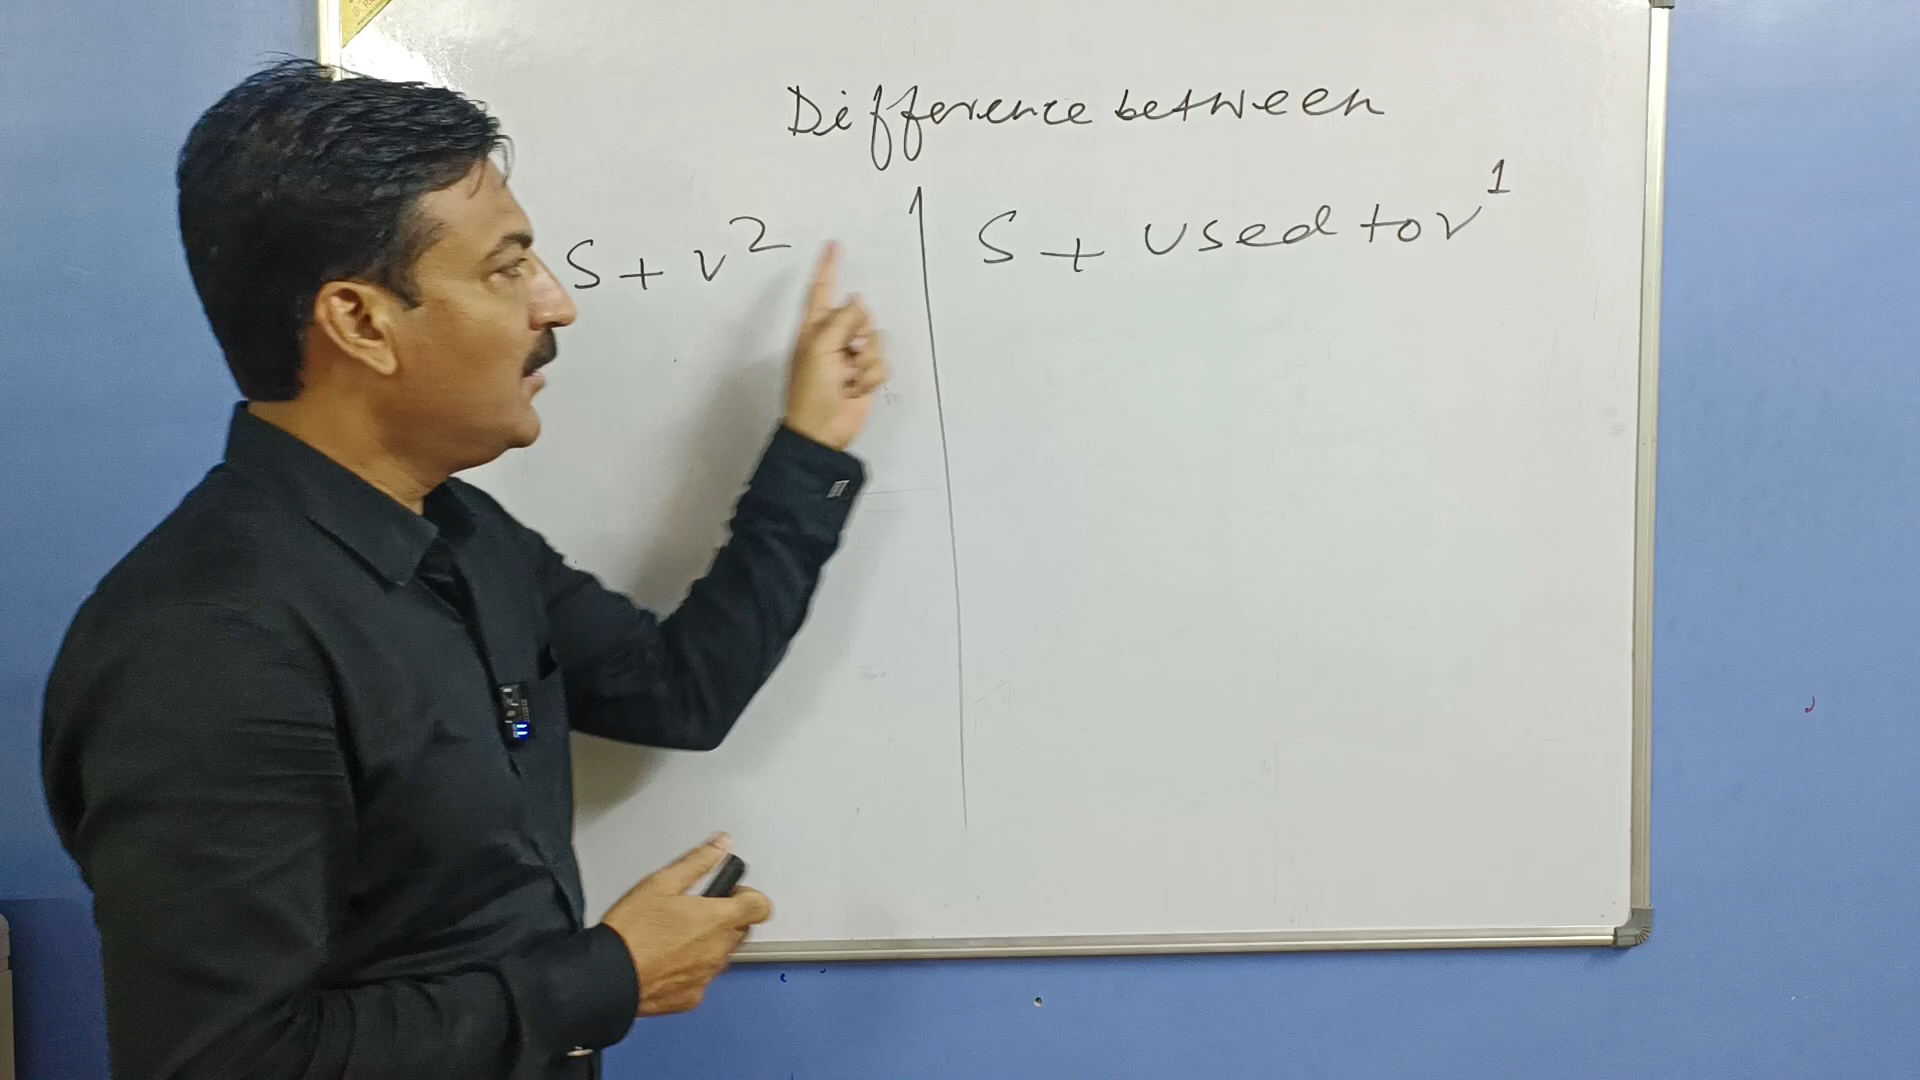 Difference between
S + v2
S + used to v1